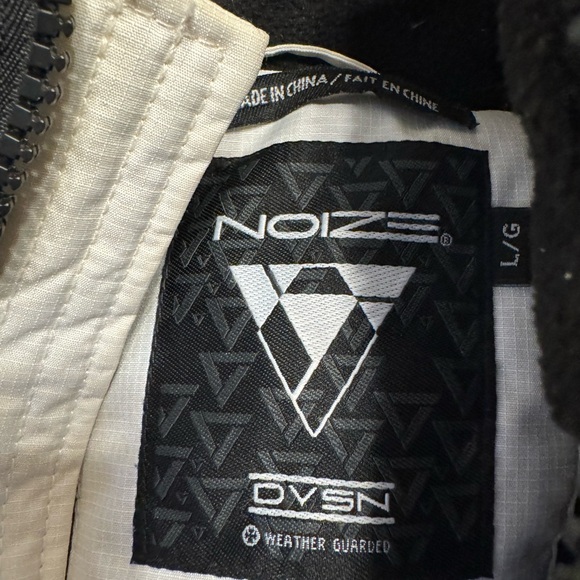 ADE IN CHINA / FAIT EN CHINE
NOIZE®
L/G
DVSN
WEATHER GUARDED